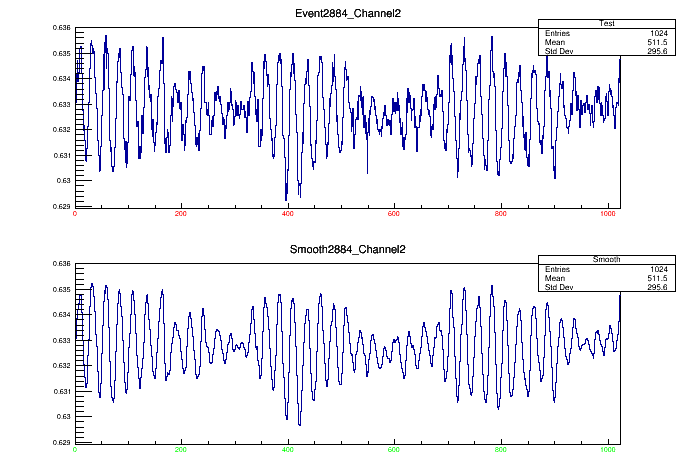 Event2884_Channel2
Test
Entries 1024
Mean 511.5
Std Dev 295.6
0.636
0.635
0.634
0.633
0.632
0.631
0.63
0.629
0 200 400 600 800 1000
Smooth2884_Channel2
Smooth
Entries 1024
Mean 511.5
Std Dev 295.6
0.636
0.635
0.634
0.633
0.632
0.631
0.63
0.629
0 200 400 600 800 1000